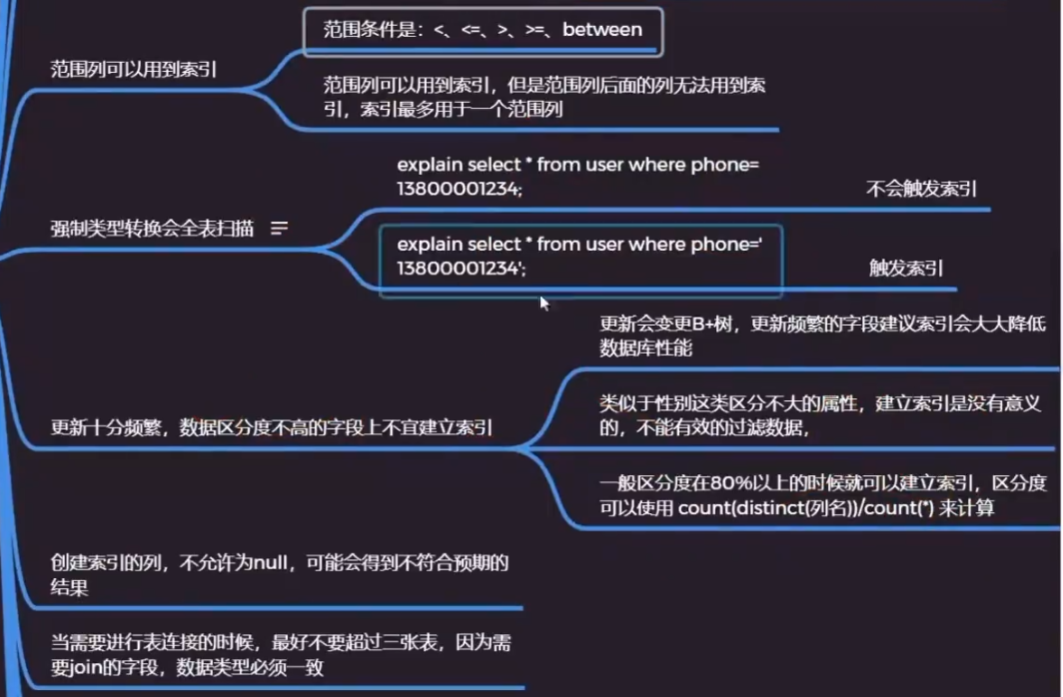 范围条件是：<、<=、>、>=、between
范围列可以用到索引
范围列可以用到索引，但是范围列后面的列无法用到索
引，索引最多用于一个范围列
explain select * from user where phone=
13800001234;
不会触发索引
强制类型转换会全表扫描
explain select * from user where phone='
13800001234';
触发索引
更新会变更B+树，更新频繁的字段建议索引会大大降低
数据库性能
类似于性别这类区分不大的属性，建立索引是没有意义
的，不能有效的过滤数据，
更新十分频繁，数据区分度不高的字段上不宜建立索引
一般区分度在80%以上的时候就可以建立索引，区分度
可以使用 count(distinct(列名))/count(*) 来计算
创建索引的列，不允许为null，可能会得到不符合预期的
结果
当需要进行表连接的时候，最好不要超过三张表，因为需
要join的字段，数据类型必须一致